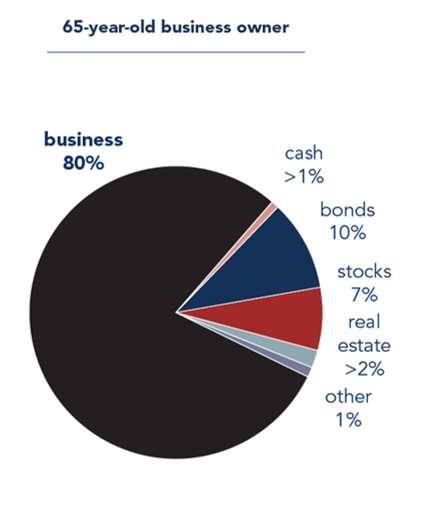 65-year-old business owner
business
80%
cash
>1%
bonds
10%
stocks
7%
real
estate
>2%
other
1%